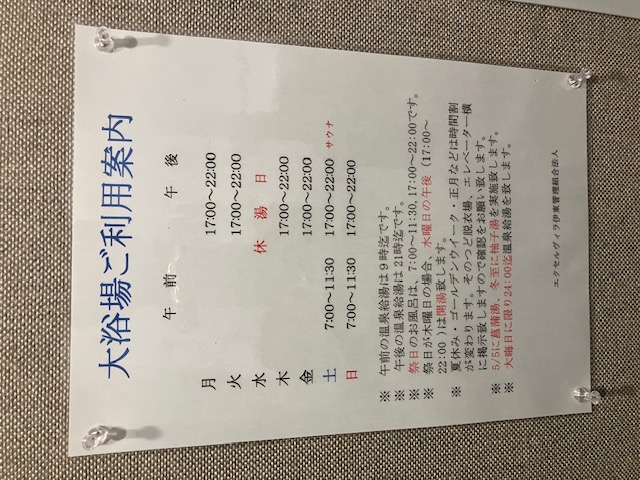 大浴場ご利用案内
午 前 午 後
月 17:00～22:00
火 17:00～22:00
水 休 湯 日
木 17:00～22:00
金 17:00～22:00
土 7:00～11:30 17:00～22:00 サウナ
日 7:00～11:30 17:00～22:00
※ 午前の温泉給湯は9時迄です。
※ 午後の温泉給湯は21時迄です。
※ 祭日のお風呂は、7:00～11:30,17:00～22:00です。
※ 祭日が木曜日の場合、水曜日の午後 (17:00～
22:00)は開湯致します。
※ 夏休み・ゴールデンウイーク・正月などは時間割
が変わります。そのつど脱衣場、エレベーター横
に掲示致しますので確認をお願い致します。
※ 5/5に菖蒲湯、冬至に柚子湯を実施致します。
※ 大晦日に限り24:00迄温泉給湯を致します。
エクセルヴィラ伊東管理組合法人